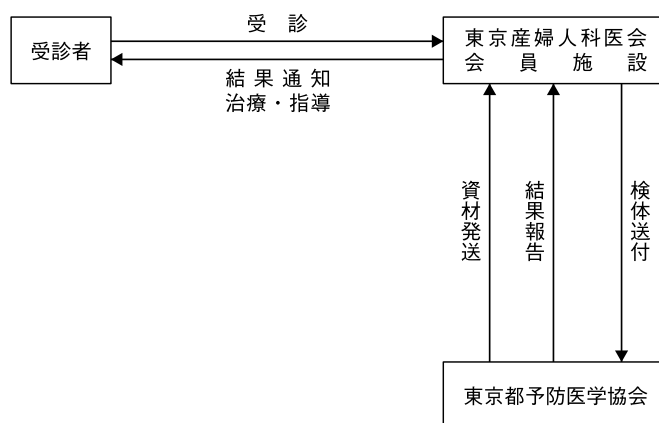 受診
受診者
東京産婦人科医会
会員施設
結果通知
治療・指導
資材発送
結果報告
検体送付
東京都予防医学協会